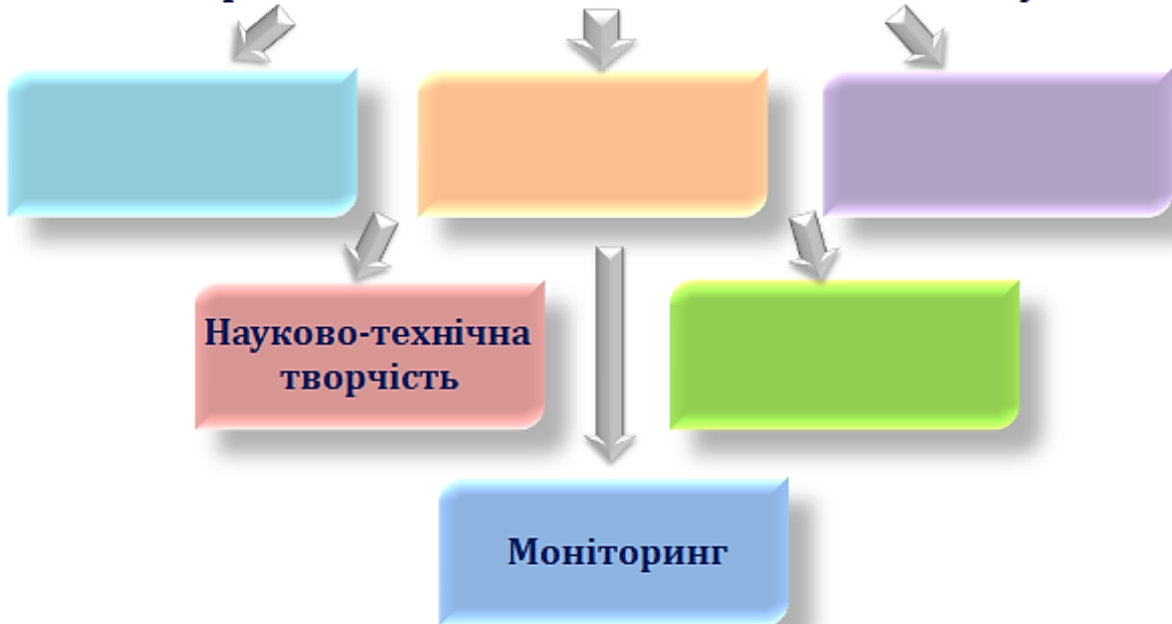 Науково-технічна
творчість
Моніторинг